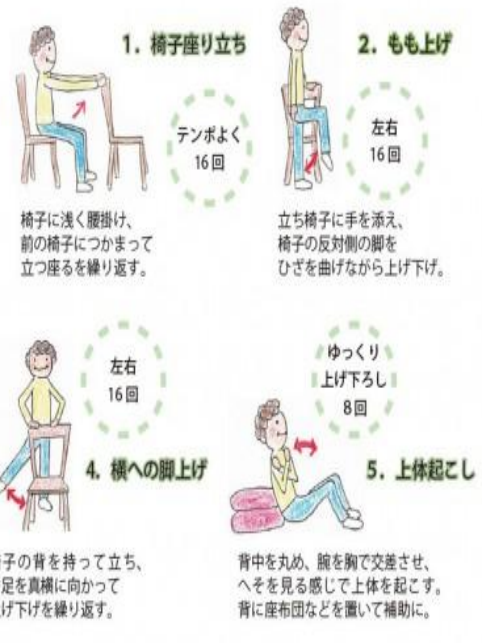 1. 椅子座り立ち
テンポよく
16回
椅子に浅く腰掛け、
前の椅子につかまって
立つ座るを繰り返す。
2. もも上げ
左右
16回
立ち椅子に手を添え、
椅子の反対側の脚を
ひざを曲げながら上げ下げ。
左右
16回
4. 横への脚上げ
子の背を持って立ち、
足を真横に向かって
げ下げを繰り返す。
ゆっくり
上げ下ろし
8回
5. 上体起こし
背中を丸め、腕を胸で交差させ、
へそを見る感じで上体を起こす。
背に座布団などを置いて補助に。